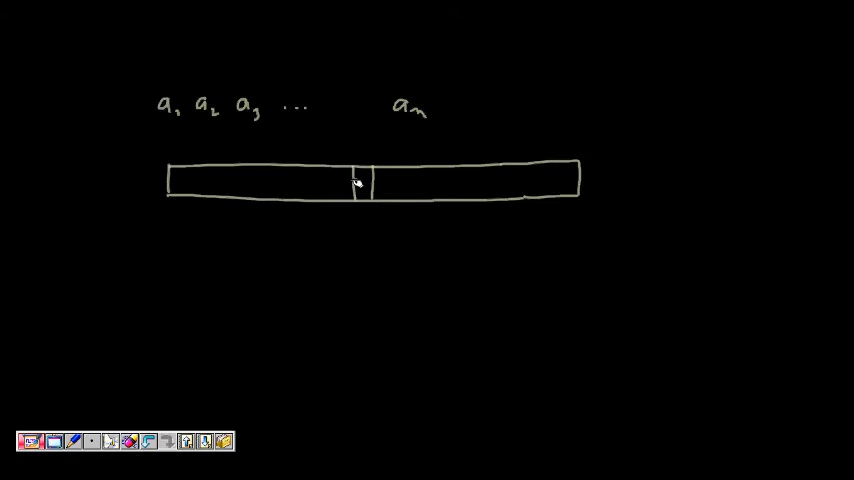 a₁ a₂ a₃ ... aₙ